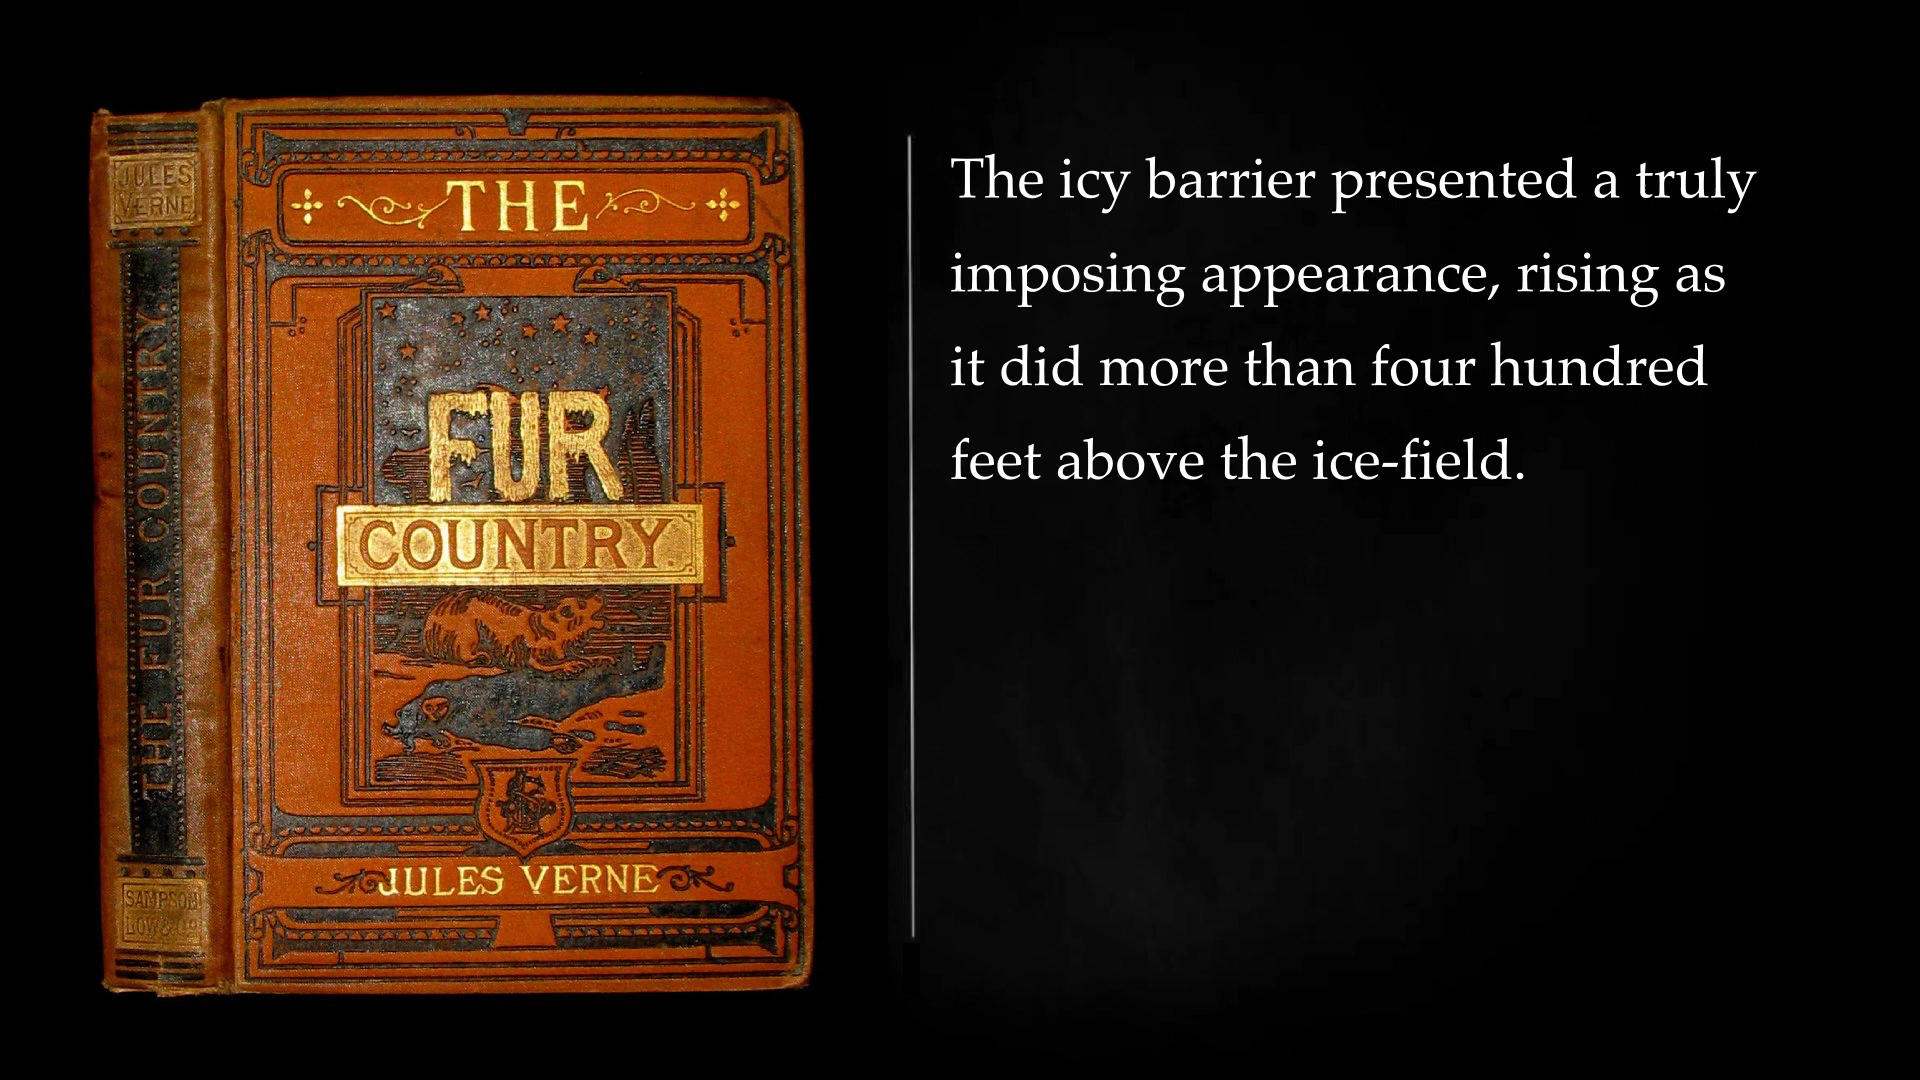 JULES
VERNE
THE FUR COUNTRY.
SAMPSON
LOW & Co
THE
FUR
COUNTRY.
JULES VERNE
The icy barrier presented a truly
imposing appearance, rising as
it did more than four hundred
feet above the ice-field.